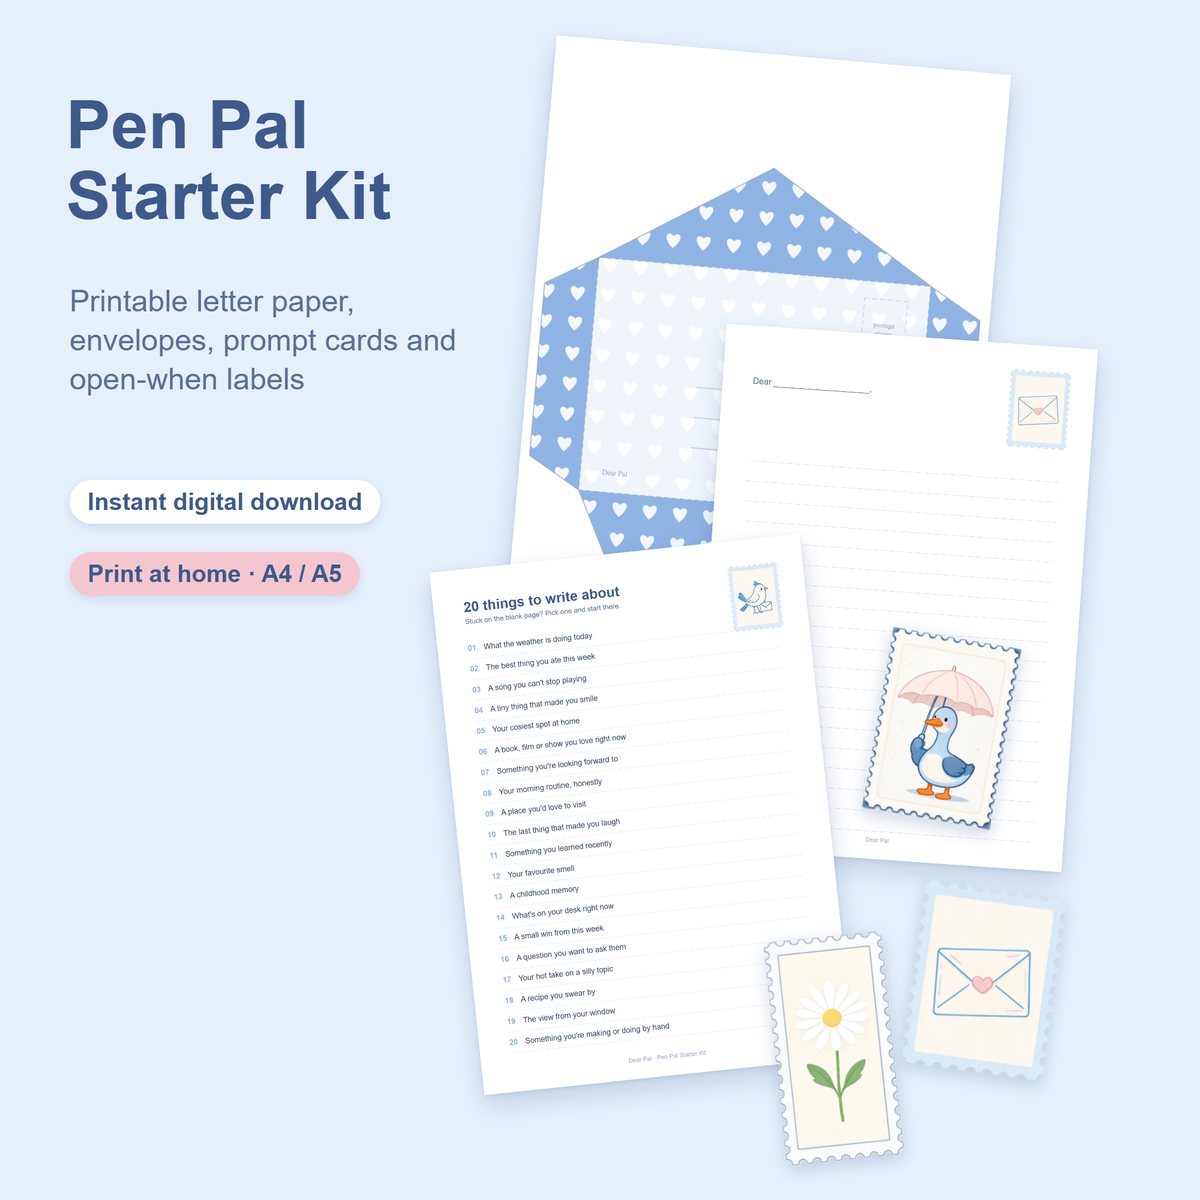 Pen Pal
Starter Kit
Printable letter paper,
envelopes, prompt cards and
open-when labels
Instant digital download
Print at home · A4 / A5
postage
Dear Pal
Dear
,
Dear Pal
20 things to write about
Stuck on the blank page? Pick one and start there.
01 What the weather is doing today
02 The best thing you ate this week
03 A song you can't stop playing
04 A tiny thing that made you smile
05 Your cosiest spot at home
06 A book, film or show you love right now
07 Something you're looking forward to
08 Your morning routine, honestly
09 A place you'd love to visit
10 The last thing that made you laugh
11 Something you learned recently
12 Your favourite smell
13 A childhood memory
14 What's on your desk right now
15 A small win from this week
16 A question you want to ask them
17 Your hot take on a silly topic
18 A recipe you swear by
19 The view from your window
20 Something you're making or doing by hand
Dear Pal · Pen Pal Starter Kit